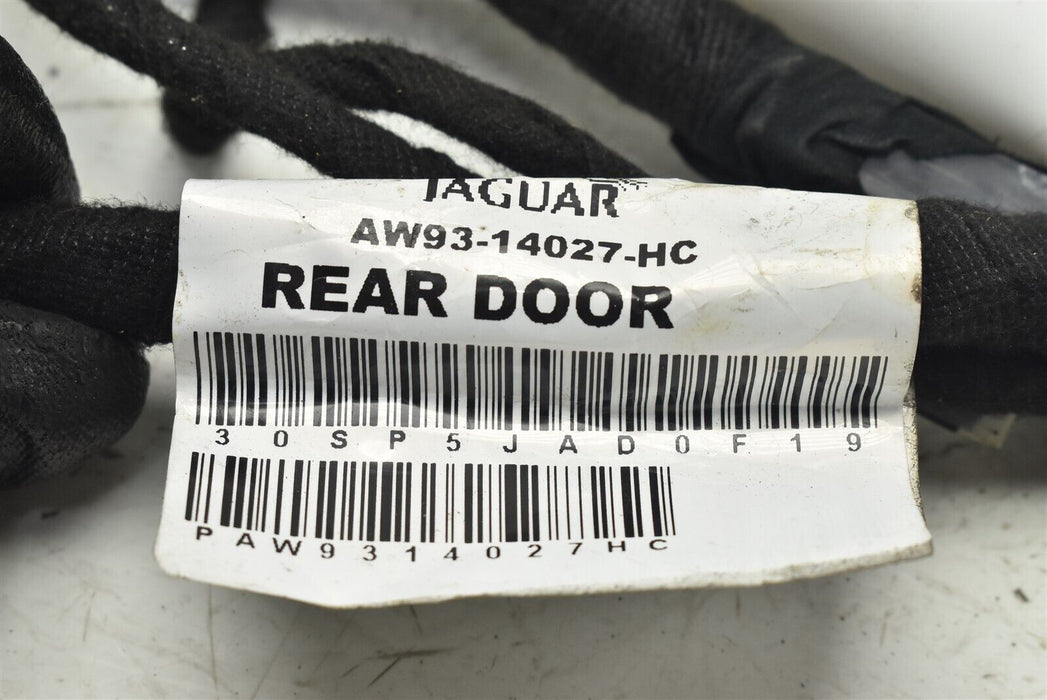 JAGUAR
AW93-14027-HC
REAR DOOR
30SP5JAD0F19
PAW9314027HC